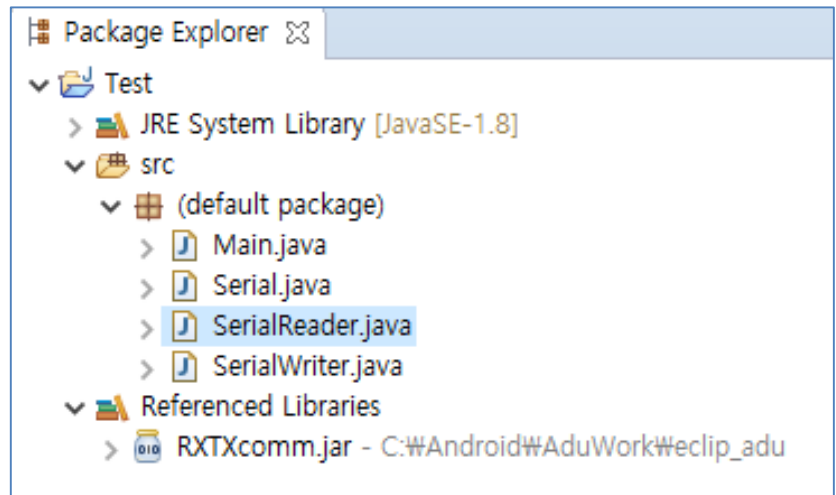 Package Explorer
Test
JRE System Library [JavaSE-1.8]
src
(default package)
Main.java
Serial.java
SerialReader.java
SerialWriter.java
Referenced Libraries
RXTXcomm.jar - C:₩Android₩AduWork₩eclip_adu